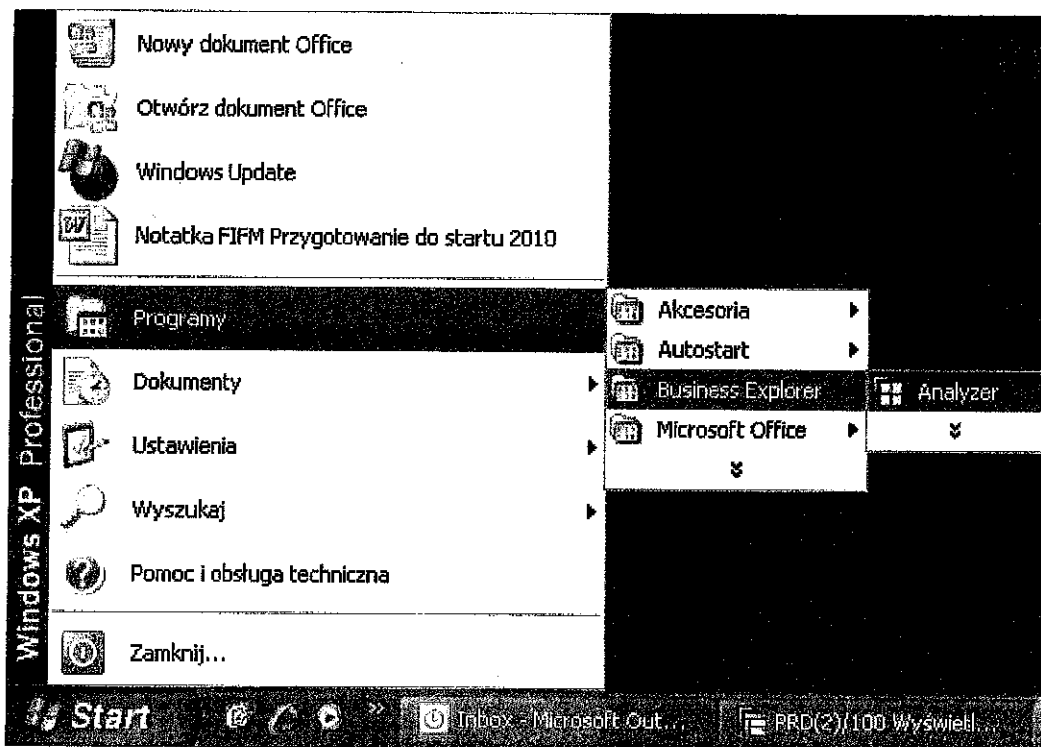 Nowy dokument Office
Otwórz dokument Office
Windows Update
Notatka FIFM Przygotowanie do startu 2010
Programy
Dokumenty
Ustawienia
Wyszukaj
Pomoc i obsługa techniczna
Zamknij...
Windows XP Professional
Akcesoria
Autostart
Business Explorer
Microsoft Office
Analyzer
Start
Inbox - Microsoft Out...
PRD(2)(100 Wyświetl...